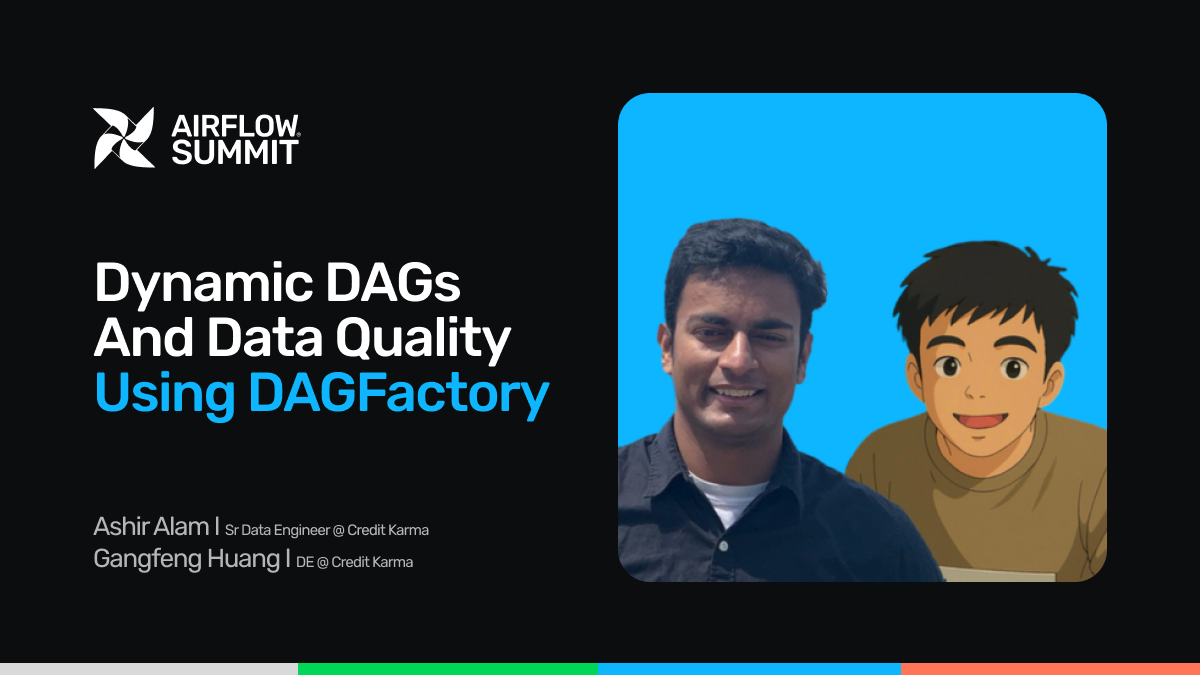 AIRFLOW
SUMMIT
Dynamic DAGs
And Data Quality
Using DAGFactory
Ashir Alam | Sr Data Engineer @ Credit Karma
Gangfeng Huang | DE @ Credit Karma